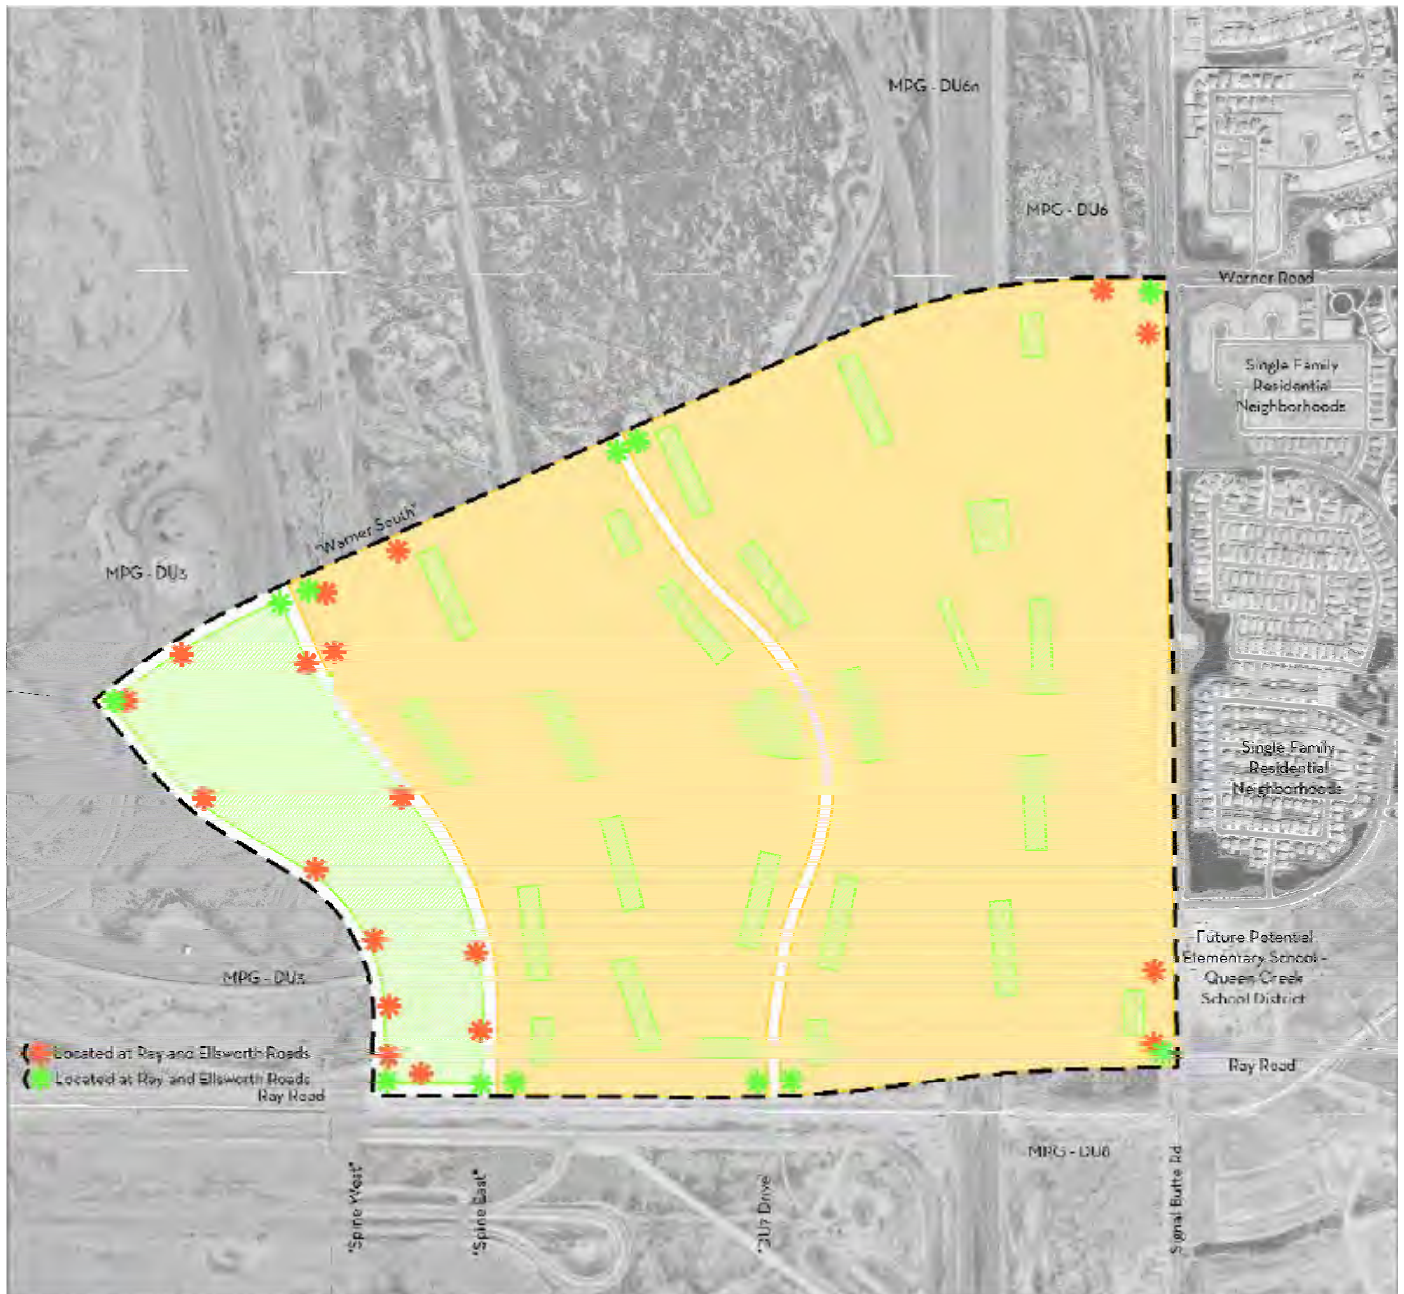 MPG - DU6n
MPG - DU6
Warner Road
Single Family
Residential
Neighborhoods
"Warner South"
MPG - DU3
Single Family
Residential
Neighborhoods
Future Potential
Elementary School -
Queen Creek
School District
MPG - DU3
Located at Ray and Ellsworth Roads
Located at Ray and Ellsworth Roads
Ray Road
Ray Road
MPG - DU8
"Spine West"
"Spine East"
"DU7 Drive
Signal Butte Rd